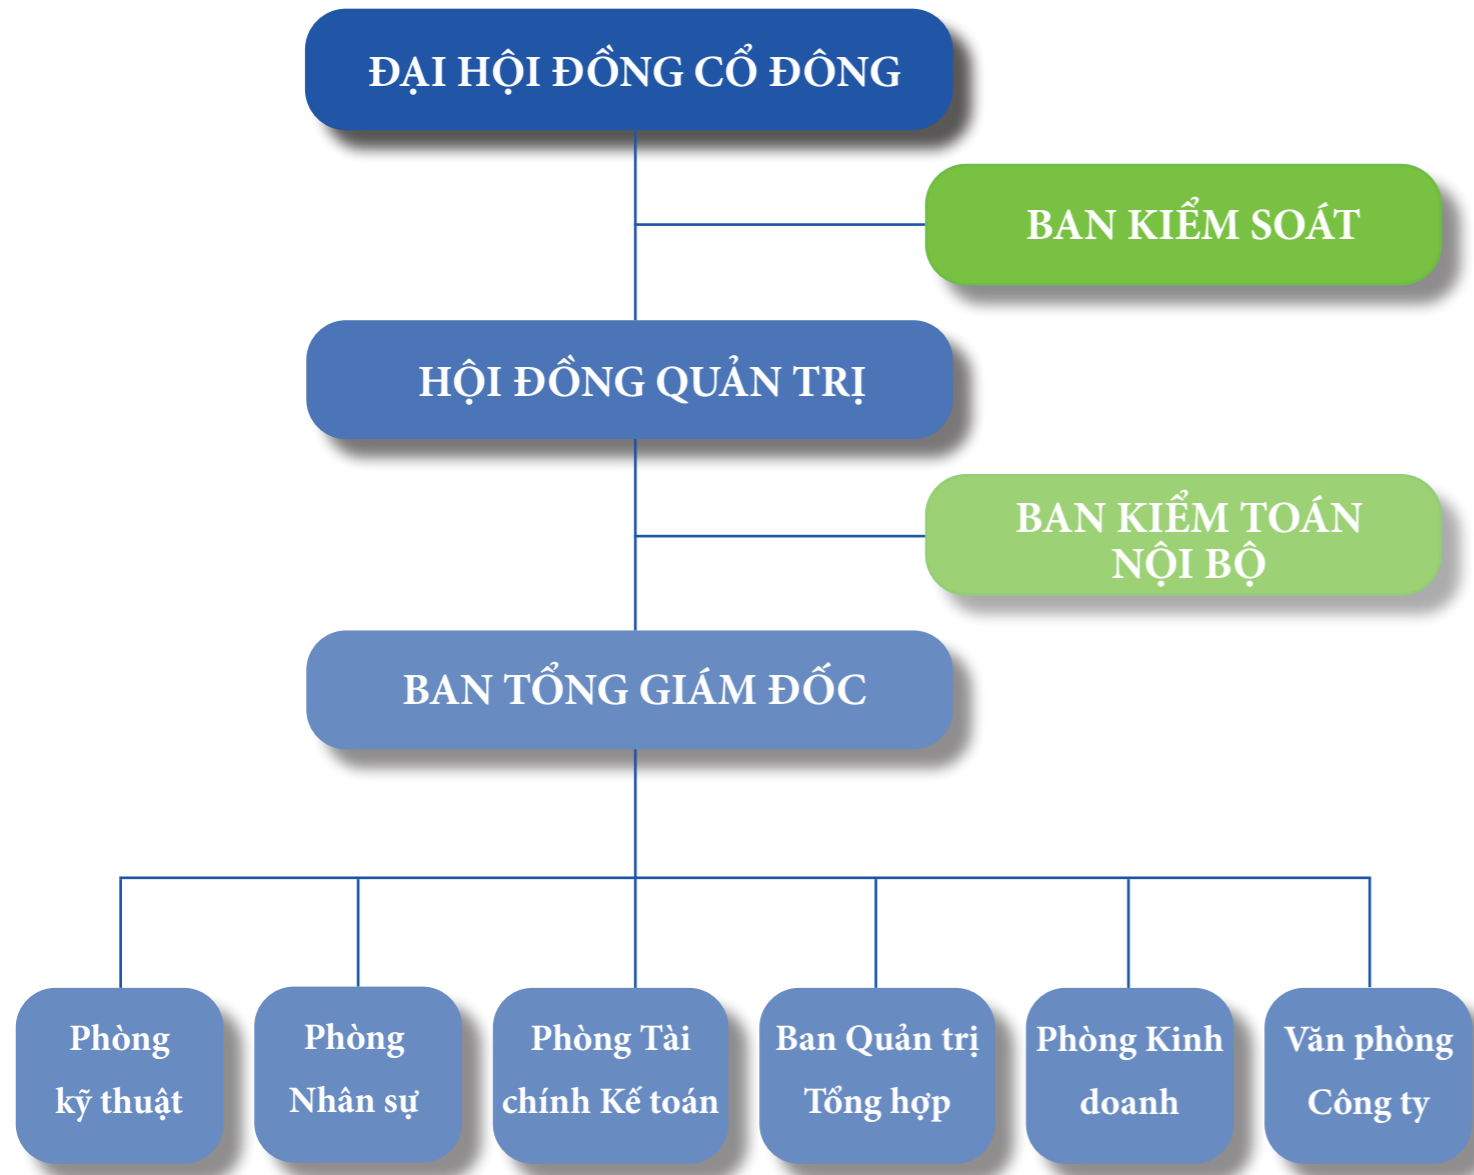 ĐẠI HỘI ĐỒNG CỔ ĐÔNG
BAN KIỂM SOÁT
HỘI ĐỒNG QUẢN TRỊ
BAN KIỂM TOÁN
NỘI BỘ
BAN TỔNG GIÁM ĐỐC
Phòng
kỹ thuật
Phòng
Nhân sự
Phòng Tài
chính Kế toán
Ban Quản trị
Tổng hợp
Phòng Kinh
doanh
Văn phòng
Công ty